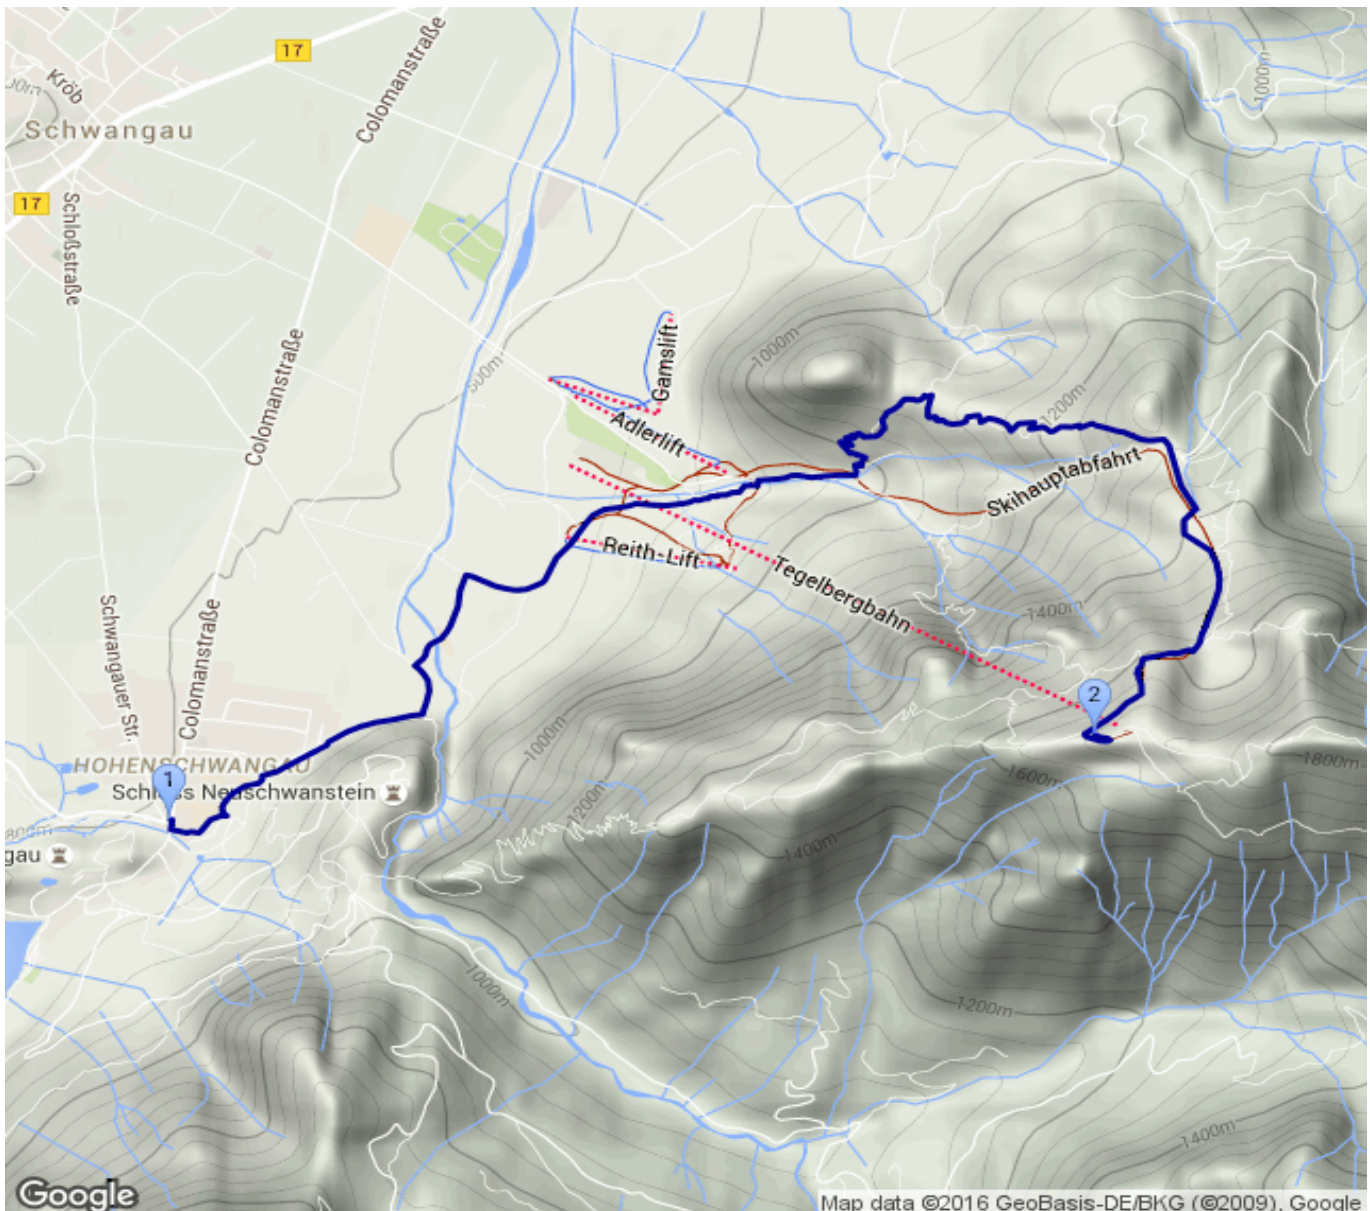 17
Kröb
Colomanstraße
1000m
Schwangau
17
Schloßstraße
Gamslift
1000m
Colomanstraße
Adlerlift
1200m
Skihauptabfahrt
Reith-Lift
Tegelbergbahn
1400m
Schwangauer Str.
Colomanstraße
2
1000m
HOHENSCHWANGAU
1
1600m
1800m
Schloss Neuschwanstein
1200m
800m
gau
1400m
1000m
1200m
1400m
Google
Map data ©2016 GeoBasis-DE/BKG (©2009), Google